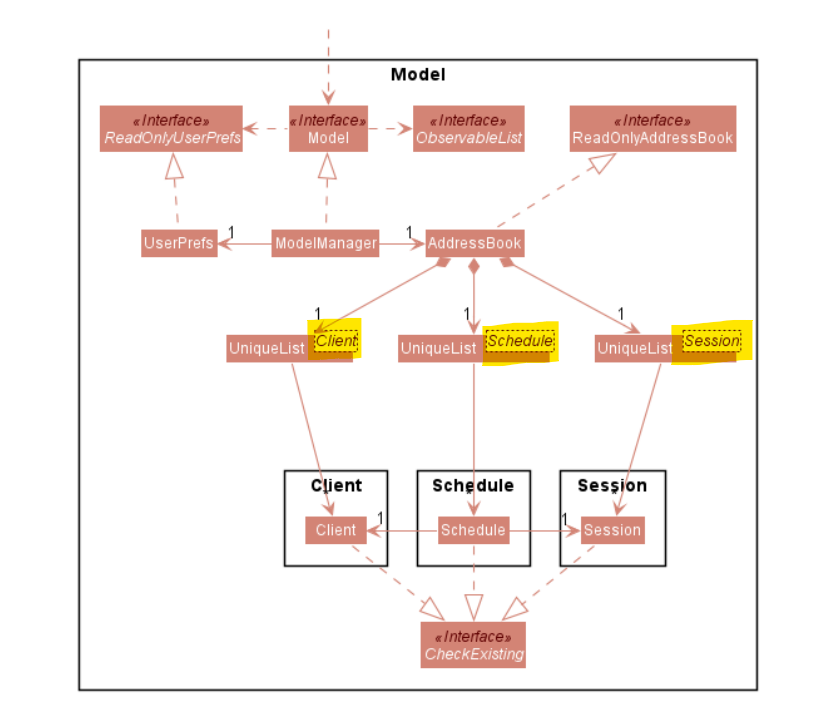 Model
«Interface»
ReadOnlyUserPrefs
«Interface»
Model
«Interface»
ObservableList
«Interface»
ReadOnlyAddressBook
UserPrefs
1
ModelManager
1
AddressBook
1
1
1
UniqueList
Client
UniqueList
Schedule
UniqueList
Session
Client
*
Schedule
*
Session
*
Client
1
Schedule
1
Session
«Interface»
CheckExisting